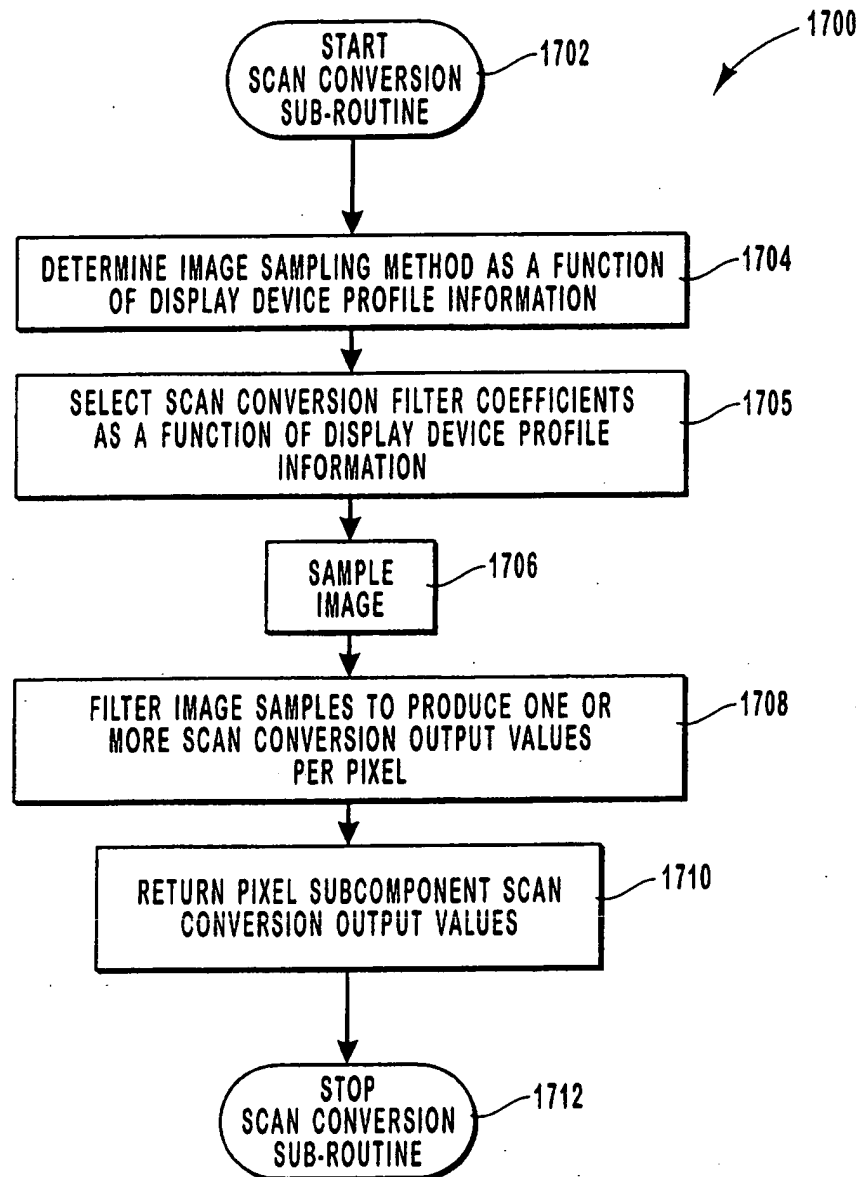 1700
START
SCAN CONVERSION
SUB-ROUTINE
1702
DETERMINE IMAGE SAMPLING METHOD AS A FUNCTION
OF DISPLAY DEVICE PROFILE INFORMATION
1704
SELECT SCAN CONVERSION FILTER COEFFICIENTS
AS A FUNCTION OF DISPLAY DEVICE PROFILE
INFORMATION
1705
SAMPLE
IMAGE
1706
FILTER IMAGE SAMPLES TO PRODUCE ONE OR
MORE SCAN CONVERSION OUTPUT VALUES
PER PIXEL
1708
RETURN PIXEL SUBCOMPONENT SCAN
CONVERSION OUTPUT VALUES
1710
STOP
SCAN CONVERSION
SUB-ROUTINE
1712